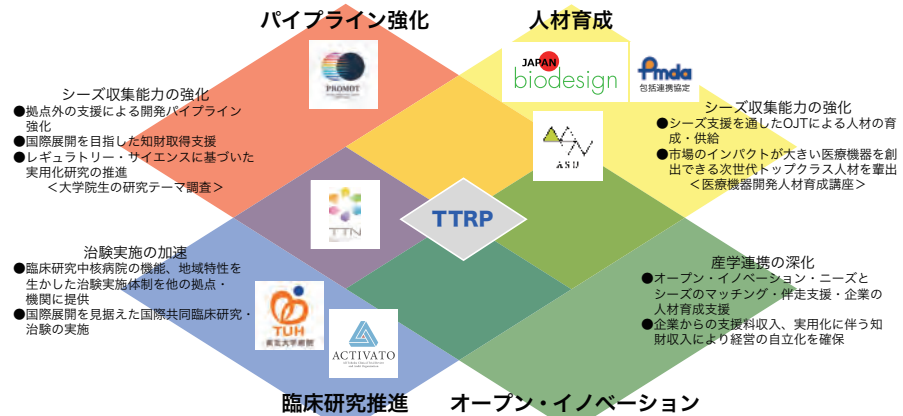 パイプライン強化
人材育成
PROMOT
JAPAN
biodesign
Pmda
包括連携協定
シーズ収集能力の強化
●拠点外の支援による開発パイプライン
強化
●国際展開を目指した知財取得支援
●レギュラトリー・サイエンスに基づいた
実用化研究の推進
＜大学院生の研究テーマ調査＞
シーズ収集能力の強化
●シーズ支援を通したOJTによる人材の育
成・供給
●市場のインパクトが大きい医療機器を創
出できる次世代トップクラス人材を輩出
＜医療機器開発人材育成講座＞
ASU
TTN
TTRP
治験実施の加速
●臨床研究中核病院の機能、地域特性を
生かした治験実施体制を他の拠点・
機関に提供
●国際展開を見据えた国際共同臨床研究・
治験の実施
産学連携の深化
●オープン・イノベーション・ニーズと
シーズのマッチング・伴走支援・企業の
人材育成支援
●企業からの支援料収入、実用化に伴う知
財収入により経営の自立化を確保
TUH
東北大学病院
ACTIVATO
臨床研究推進
オープン・イノベーション